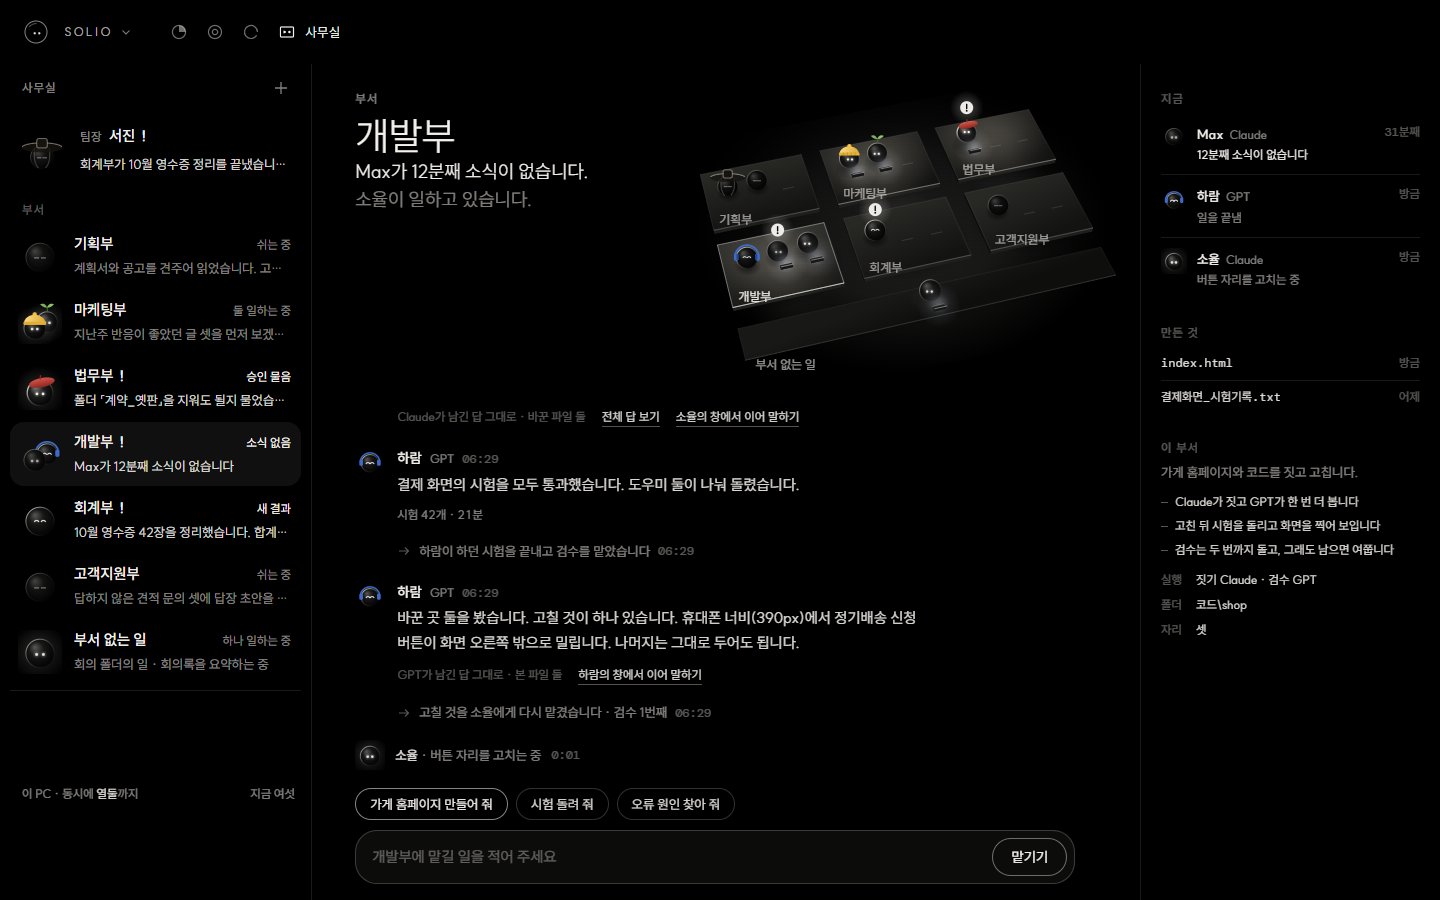 SOLIO
사무실
사무실
팀장 서진 !
회계부가 10월 영수증 정리를 끝냈습니···
부서
기획부 쉬는 중
계획서와 공고를 견주어 읽었습니다. 고···
마케팅부 둘 일하는 중
지난주 반응이 좋았던 글 셋을 먼저 보겠···
법무부 ! 승인 물음
폴더 「계약_옛판」을 지워도 될지 물었습···
개발부 ! 소식 없음
Max가 12분째 소식이 없습니다
회계부 ! 새 결과
10월 영수증 42장을 정리했습니다. 합계···
고객지원부 쉬는 중
답하지 않은 견적 문의 셋에 답장 초안을 ···
부서 없는 일 하나 일하는 중
회의 폴더의 일 · 회의록을 요약하는 중
이 PC · 동시에 열둘까지 지금 여섯
부서
개발부
Max가 12분째 소식이 없습니다.
소율이 일하고 있습니다.
!
법무부
마케팅부
기획부
!
!
고객지원부
회계부
개발부
부서 없는 일
Claude가 남긴 답 그대로 · 바꾼 파일 둘 전체 답 보기 소율의 창에서 이어 말하기
하람 GPT 06:29
결제 화면의 시험을 모두 통과했습니다. 도우미 둘이 나눠 돌렸습니다.
시험 42개 · 21분
→ 하람이 하던 시험을 끝내고 검수를 맡았습니다 06:29
하람 GPT 06:29
바꾼 곳 둘을 봤습니다. 고칠 것이 하나 있습니다. 휴대폰 너비(390px)에서 정기배송 신청
버튼이 화면 오른쪽 밖으로 밀립니다. 나머지는 그대로 두어도 됩니다.
GPT가 남긴 답 그대로 · 본 파일 둘 하람의 창에서 이어 말하기
→ 고칠 것을 소율에게 다시 맡겼습니다 · 검수 1번째 06:29
소율 · 버튼 자리를 고치는 중 0:01
가게 홈페이지 만들어 줘 시험 돌려 줘 오류 원인 찾아 줘
개발부에 맡길 일을 적어 주세요 맡기기
지금
Max Claude 31분째
12분째 소식이 없습니다
하람 GPT 방금
일을 끝냄
소율 Claude 방금
버튼 자리를 고치는 중
만든 것
index.html 방금
결제화면_시험기록.txt 어제
이 부서
가게 홈페이지와 코드를 짓고 고칩니다.
– Claude가 짓고 GPT가 한 번 더 봅니다
– 고친 뒤 시험을 돌리고 화면을 찍어 보입니다
– 검수는 두 번까지 돌고, 그래도 남으면 여쭙니다
실행 짓기 Claude · 검수 GPT
폴더 코드\shop
자리 셋